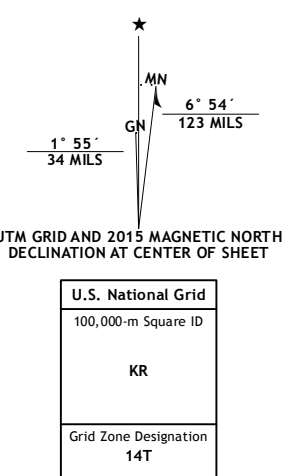 MN
6° 54´
123 MILS
GN
1° 55´
34 MILS
UTM GRID AND 2015 MAGNETIC NORTH
DECLINATION AT CENTER OF SHEET
U.S. National Grid
100,000-m Square ID
KR
Grid Zone Designation
14T